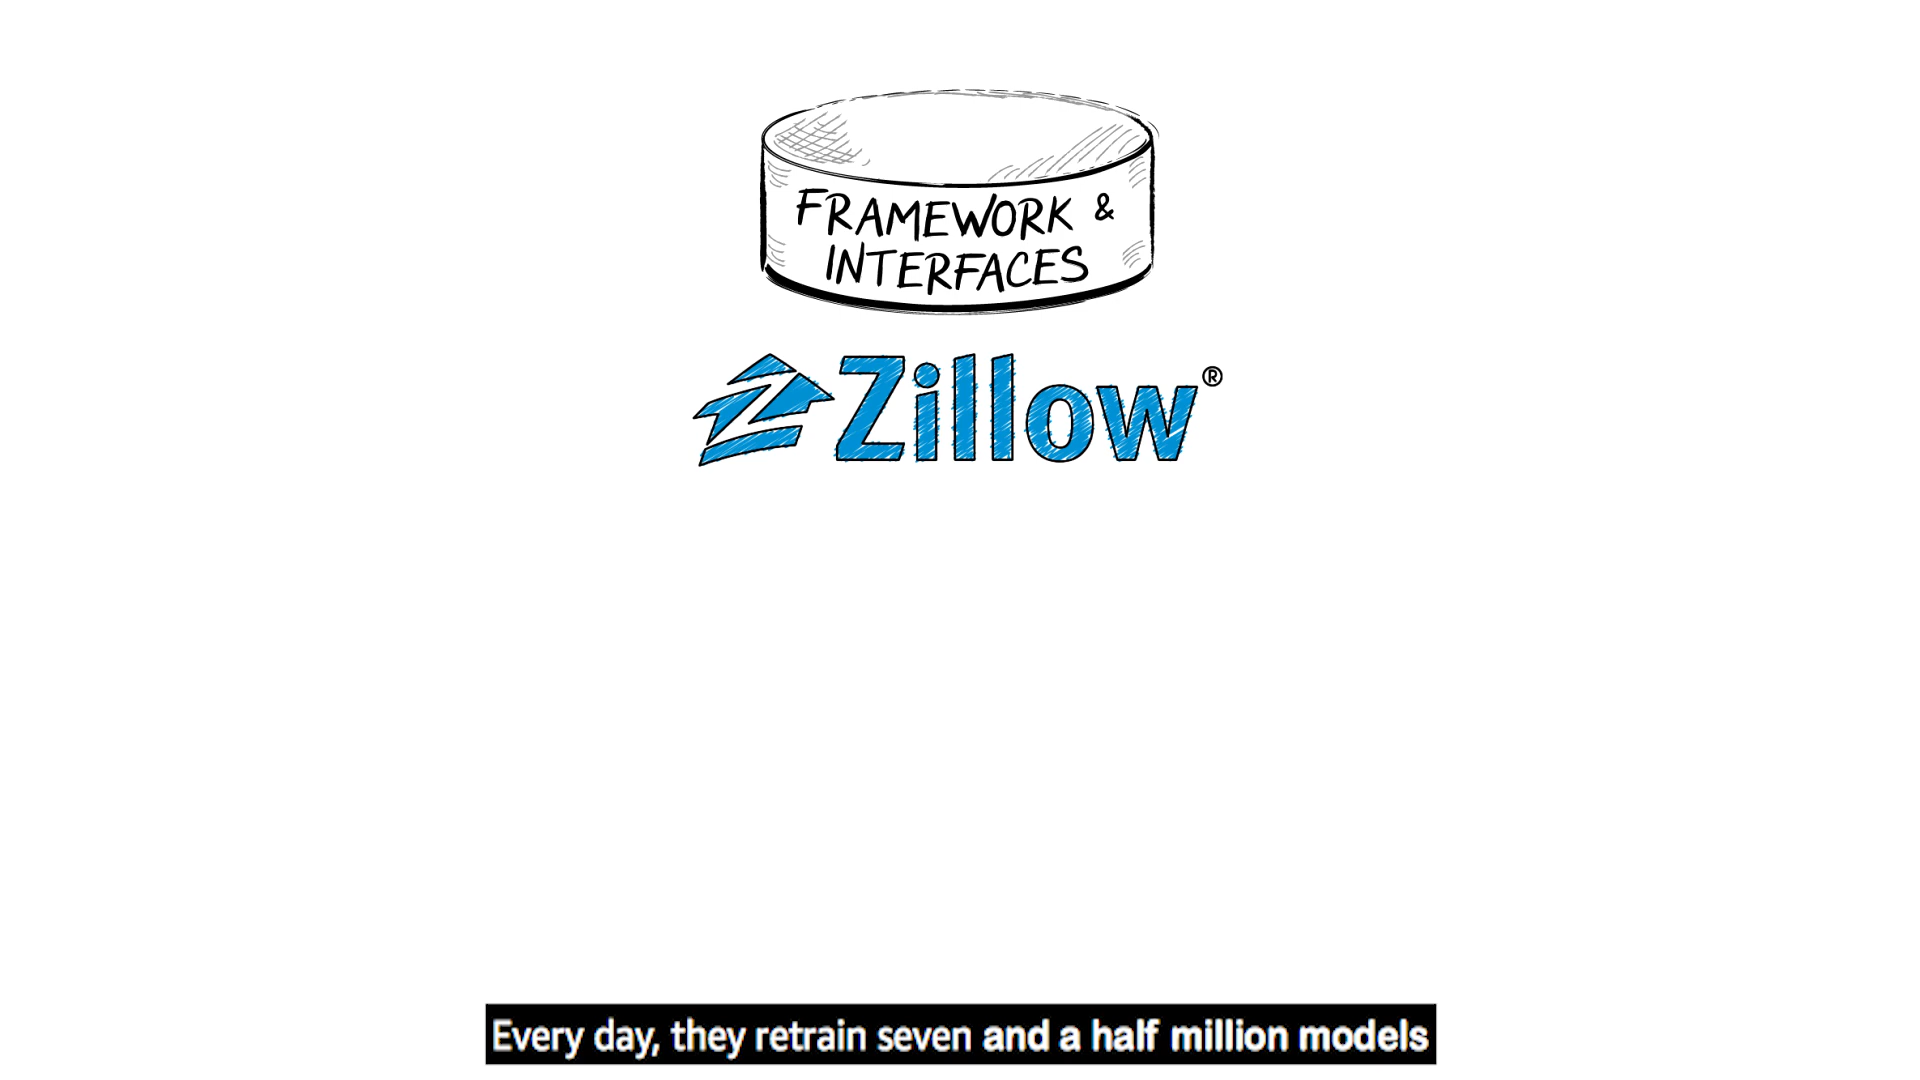 FRAMEWORK &
INTERFACES
Zillow®
Every day, they retrain seven and a half million models